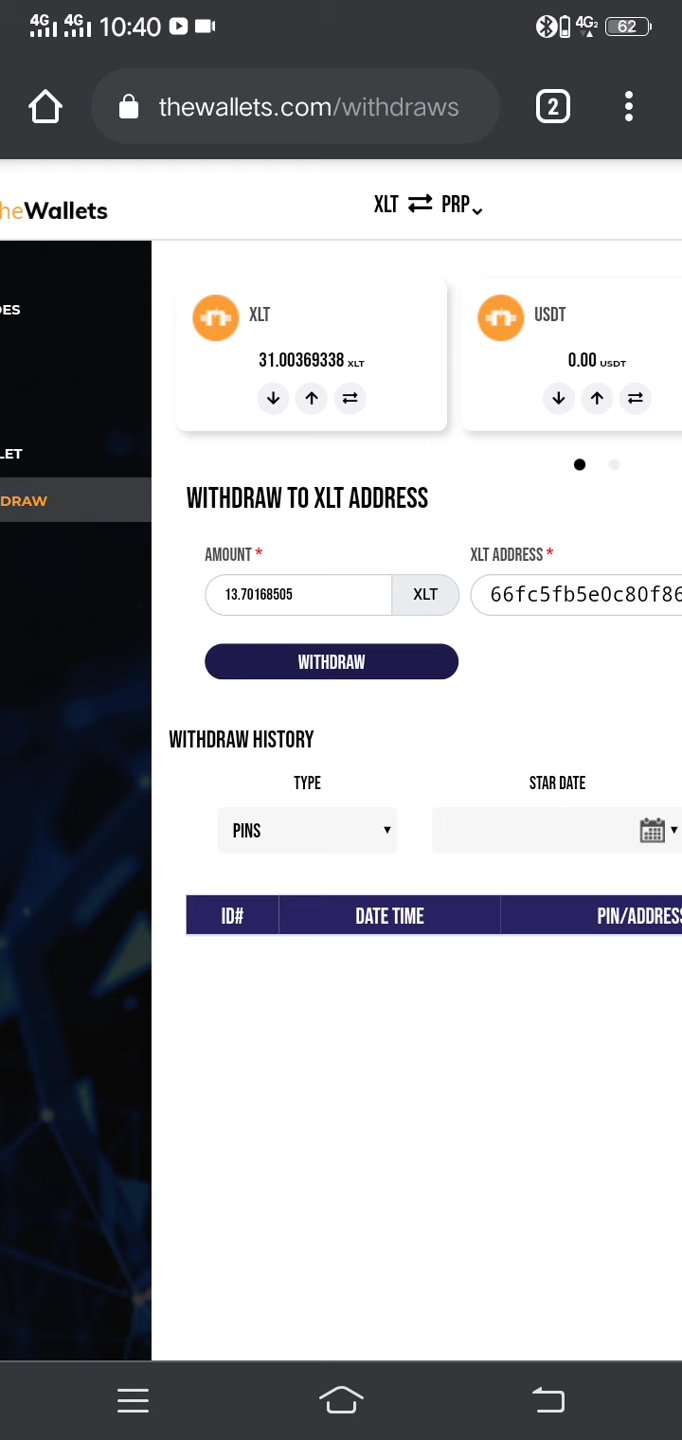 4G 4G 10:40 4G2 62
thewallets.com/withdraws 2
heWallets XLT PRP
DES
XLT USDT
31.00369338 XLT 0.00 USDT
LET
DRAW
WITHDRAW TO XLT ADDRESS
AMOUNT * XLT ADDRESS *
13.70168505 XLT 66fc5fb5e0c80f86
WITHDRAW
WITHDRAW HISTORY
TYPE STAR DATE
PINS
ID# DATE TIME PIN/ADDRESS